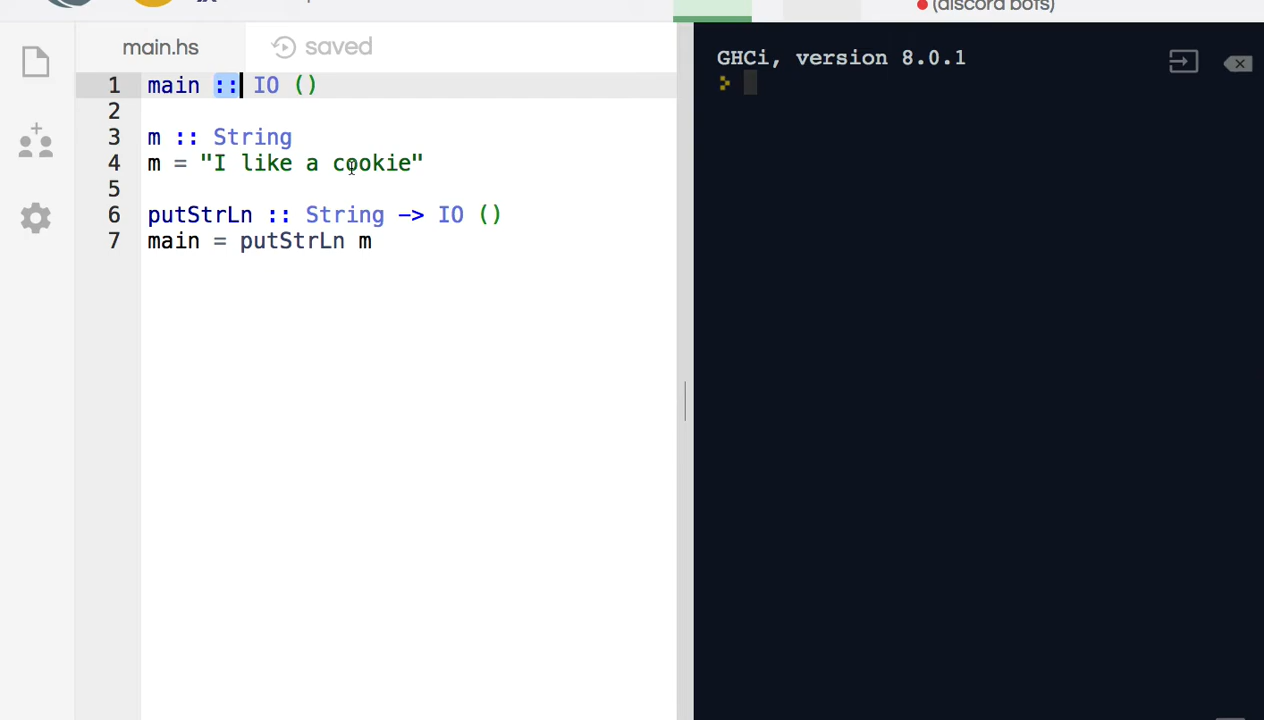 (discord bots)
main.hs
saved
1 main :: IO ()
2
3 m :: String
4 m = "I like a cookie"
5
6 putStrLn :: String -> IO ()
7 main = putStrLn m
GHCi, version 8.0.1
>